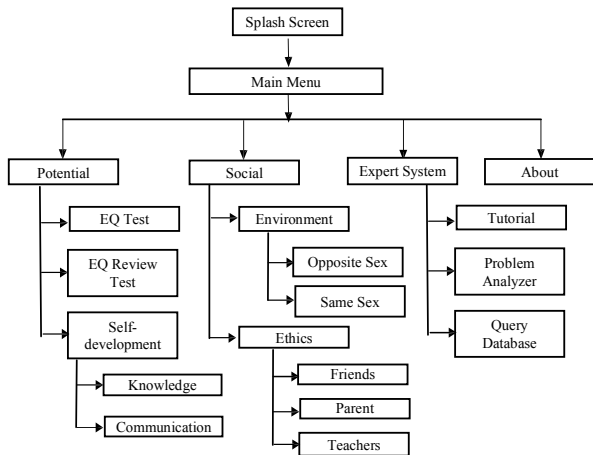 Splash Screen
Main Menu
Potential
Social
Expert System
About
EQ Test
EQ Review
Test
Self-
development
Knowledge
Communication
Environment
Opposite Sex
Same Sex
Ethics
Friends
Parent
Teachers
Tutorial
Problem
Analyzer
Query
Database